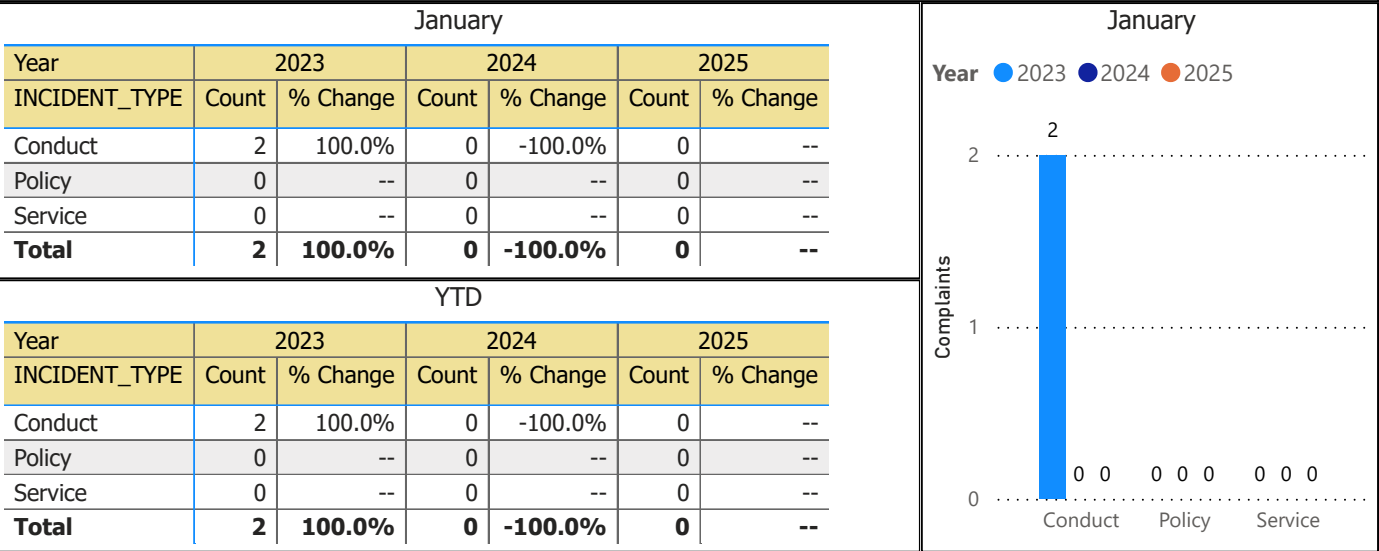 January
Year 2023 2024 2025
INCIDENT_TYPE Count % Change Count % Change Count % Change
Conduct 2 100.0% 0 -100.0% 0 --
Policy 0 -- 0 -- 0 --
Service 0 -- 0 -- 0 --
Total 2 100.0% 0 -100.0% 0 --
YTD
Year 2023 2024 2025
INCIDENT_TYPE Count % Change Count % Change Count % Change
Conduct 2 100.0% 0 -100.0% 0 --
Policy 0 -- 0 -- 0 --
Service 0 -- 0 -- 0 --
Total 2 100.0% 0 -100.0% 0 --
January
Year 2023 2024 2025
Complaints
2
2
1
0 0 0 0 0 0 0 0
0
Conduct Policy Service